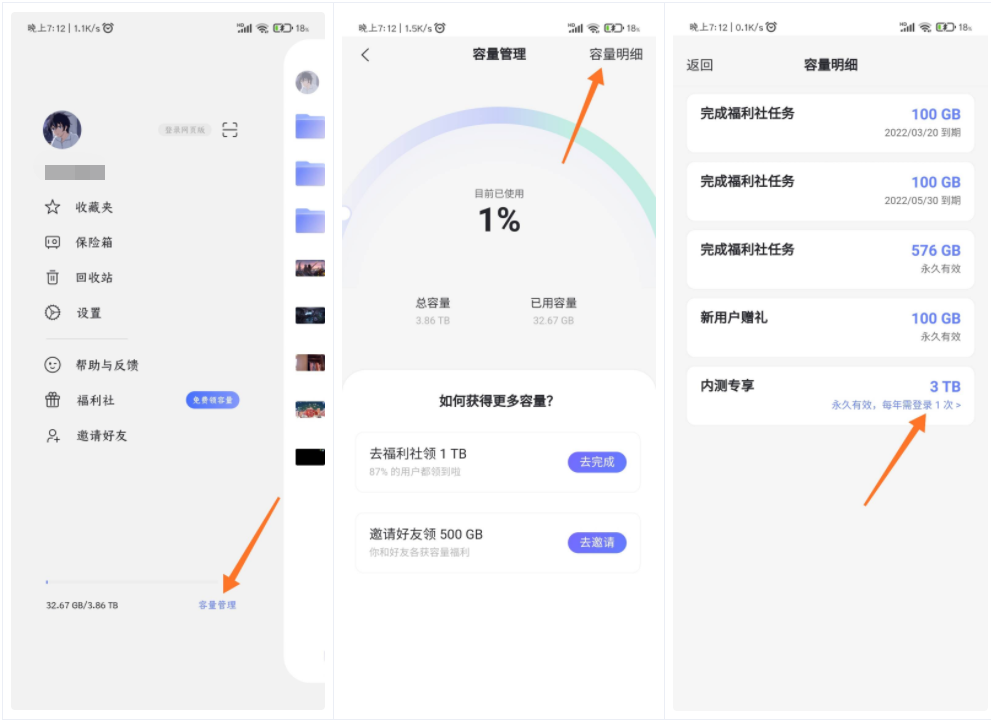 晚上7:12 | 1.1K/s
18%
登录网页版
收藏夹
保险箱
回收站
设置
帮助与反馈
福利社
免费领容量
邀请好友
32.67 GB/3.86 TB
容量管理
晚上7:12 | 1.5K/s
18%
容量管理
容量明细
目前已使用
1%
总容量
已用容量
3.86 TB
32.67 GB
如何获得更多容量?
去福利社领 1 TB
87% 的用户都领到啦
去完成
邀请好友领 500 GB
你和好友各获容量福利
去邀请
晚上7:12 | 0.1K/s
18%
返回
容量明细
完成福利社任务
100 GB
2022/03/20 到期
完成福利社任务
100 GB
2022/05/30 到期
完成福利社任务
576 GB
永久有效
新用户赠礼
100 GB
永久有效
内测专享
3 TB
永久有效，每年需登录 1 次 >